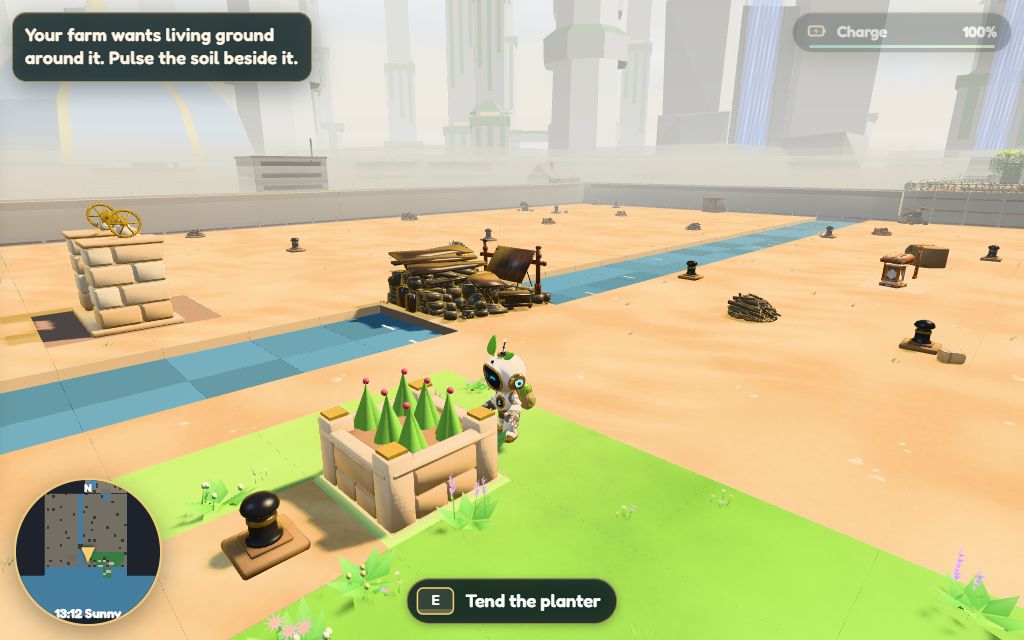 Your farm wants living ground
around it. Pulse the soil beside it.
Charge
100%
N
13:12 Sunny
E
Tend the planter